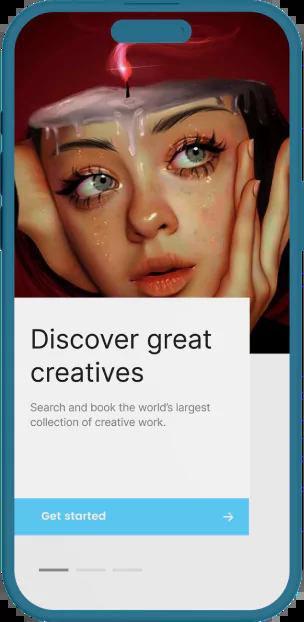 Discover great
creatives
Search and book the world's largest
collection of creative work.
Get started